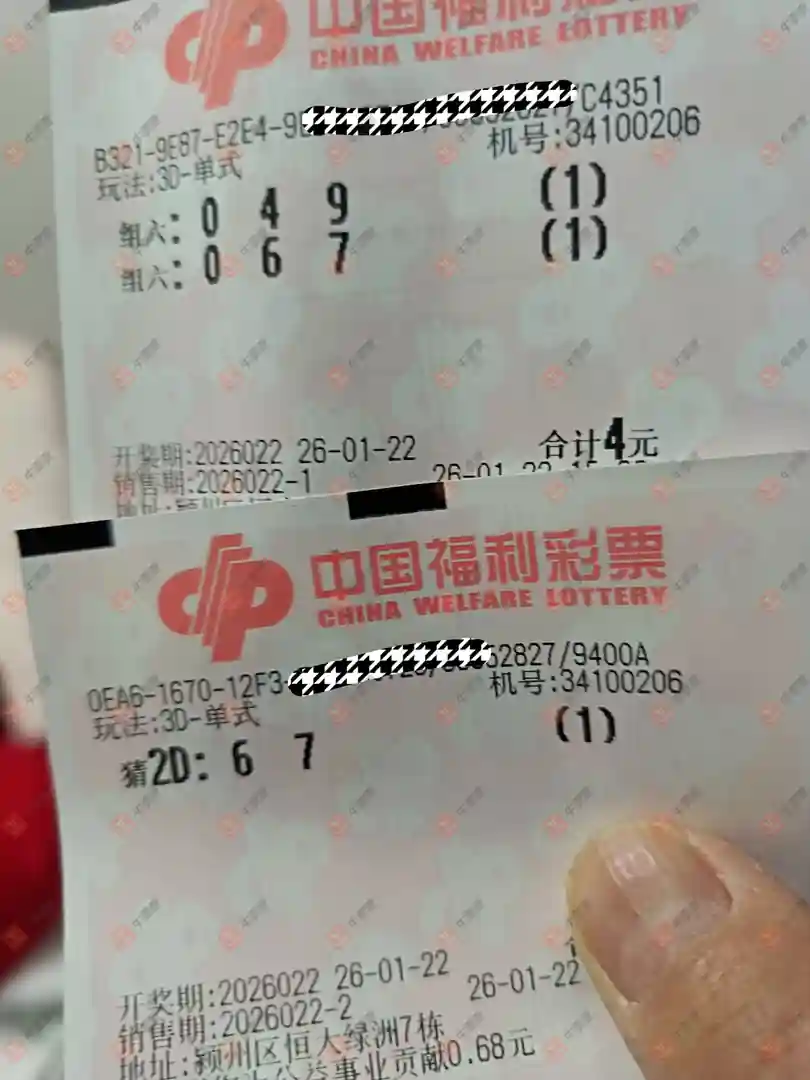 中国福利彩
CHINA WELFARE LOTTERY
B321-9E87-E2E4-9 C4351
机号:34100206
玩法:3D-单式
组六: 0 4 9 (1)
组六: 0 6 7 (1)
合计4元
开奖期:2026022 26-01-22
销售期:2026022-1 26-01-22
中国福利彩票
CHINA WELFARE LOTTERY
0EA6-1670-12F3 52827/9400A
机号:34100206
玩法:3D-单式
猜2D: 6 7 (1)
开奖期:2026022 26-01-22
销售期:2026022-2 26-01-22
地址:颍州区恒大绿洲7栋
公益事业贡献0.68元